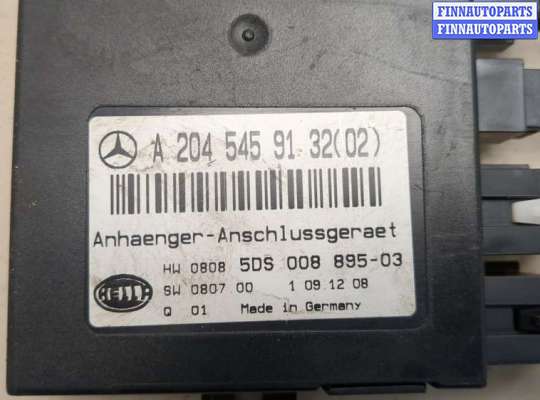 FINNAUTOPARTS
FINNAUTOPARTS
A 204 545 91 32(02)
Anhaenger-Anschlussgeraet
HW 0808 5DS 008 895-03
HELLA
SW 0807.00 1 09.12.08
Q 01 Made in Germany